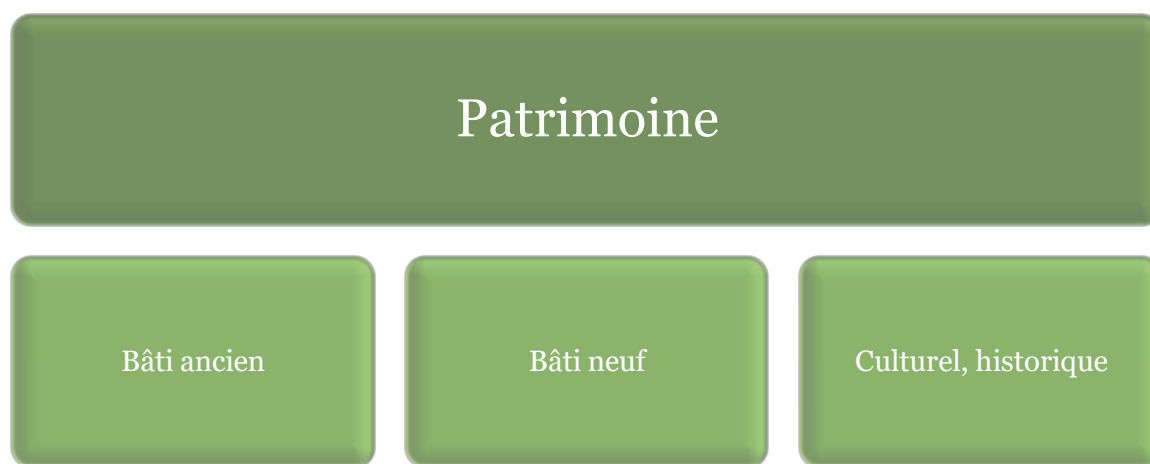 Patrimoine
Bâti ancien
Bâti neuf
Culturel, historique